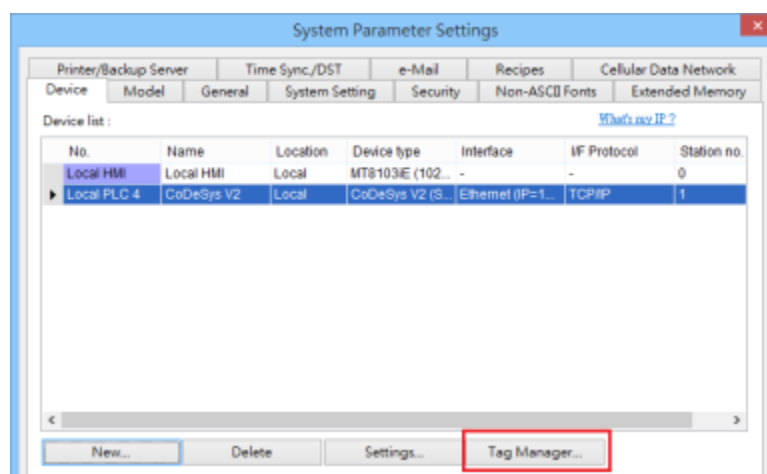 System Parameter Settings
Printer/Backup Server Time Sync./DST e-Mail Recipes Cellular Data Network
Device Model General System Setting Security Non-ASCII Fonts Extended Memory
Device list :
What's my IP ?
No. Name Location Device type Interface I/F Protocol Station no.
Local HMI Local HMI Local MT8103iE (102... - - 0
Local PLC 4 CoDeSys V2 Local CoDeSys V2 (S... Ethernet (IP=1... TCP/IP 1
New... Delete Settings... Tag Manager...